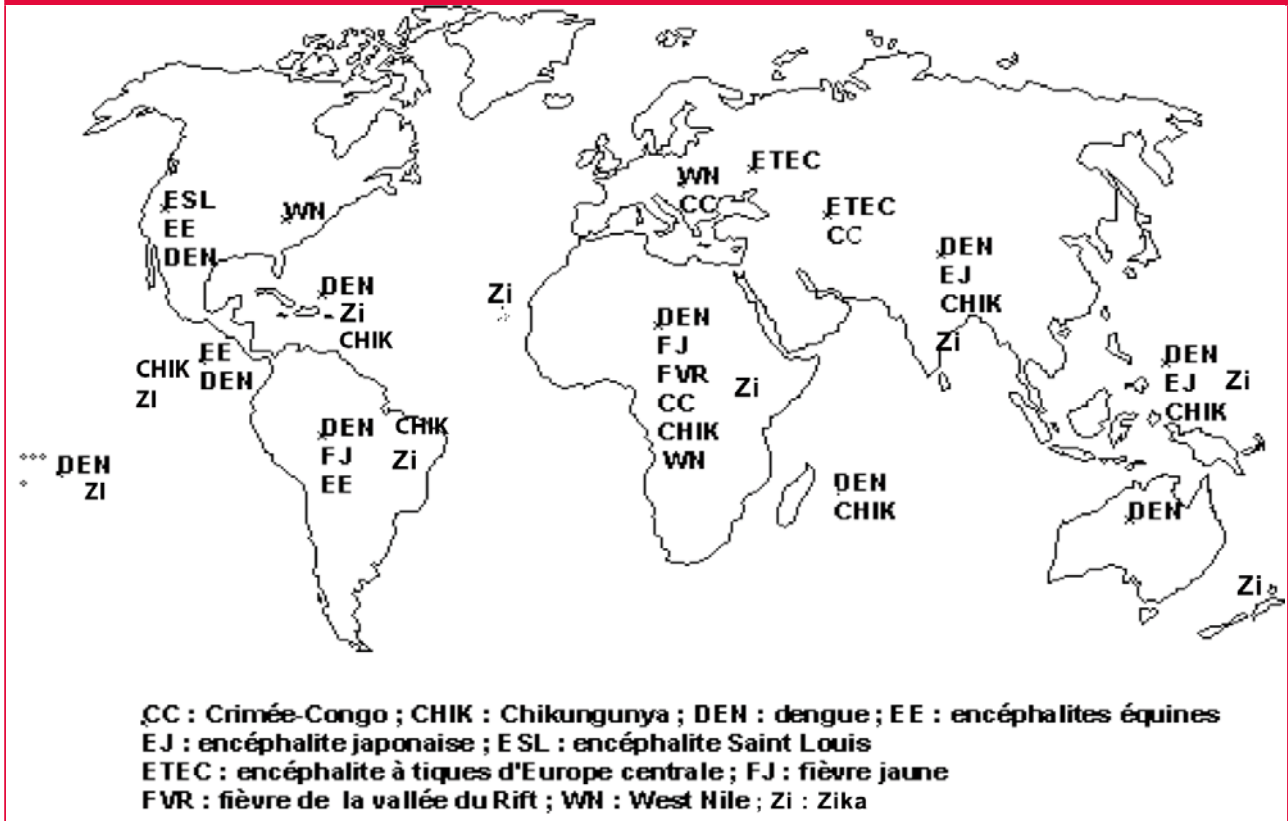 ESL
EE
DEN
WN
DEN
Zi
CHIK
EE
DEN
CHIK
ZI
DEN
ZI
DEN
FJ
EE
CHIK
Zi
Zi
WN
CC
ETEC
ETEC
CC
DEN
FJ
FVR
CC
CHIK
WN
Zi
DEN
CHIK
DEN
EJ
CHIK
Zi
DEN
EJ
CHIK
Zi
DEN
Zi
CC : Crimée-Congo ; CHIK : Chikungunya ; DEN : dengue ; EE : encéphalites équines
EJ : encéphalite japonaise ; ESL : encéphalite Saint Louis
ETEC : encéphalite à tiques d'Europe centrale ; FJ : fièvre jaune
FVR : fièvre de la vallée du Rift ; WN : West Nile ; Zi : Zika